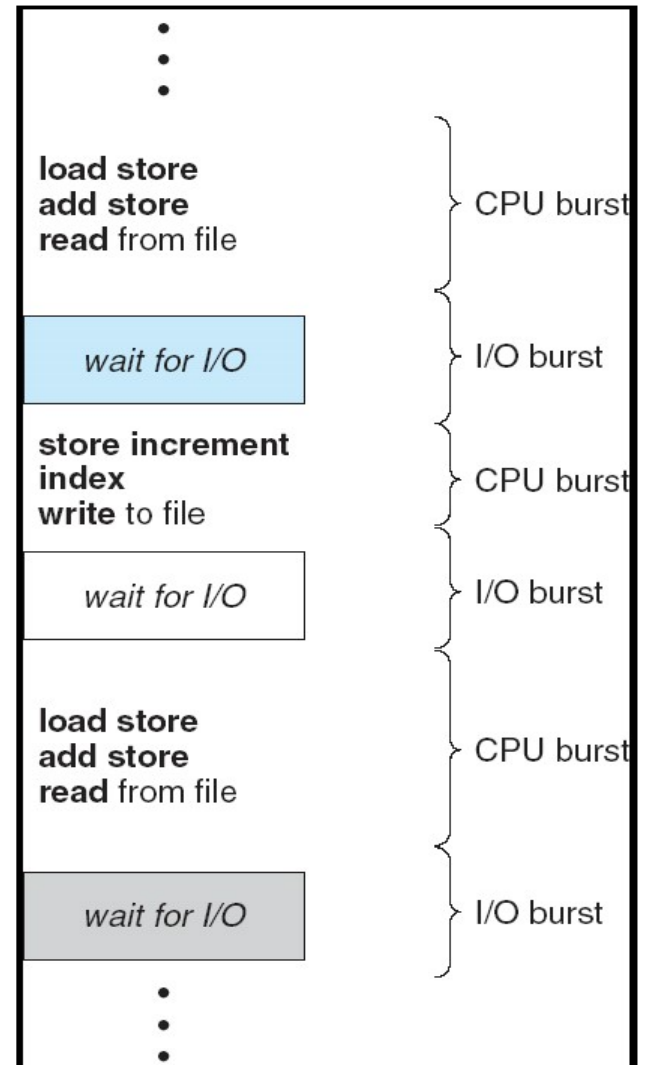 load store
add store
read from file
CPU burst
wait for I/O
I/O burst
store increment
index
write to file
CPU burst
wait for I/O
I/O burst
load store
add store
read from file
CPU burst
wait for I/O
I/O burst